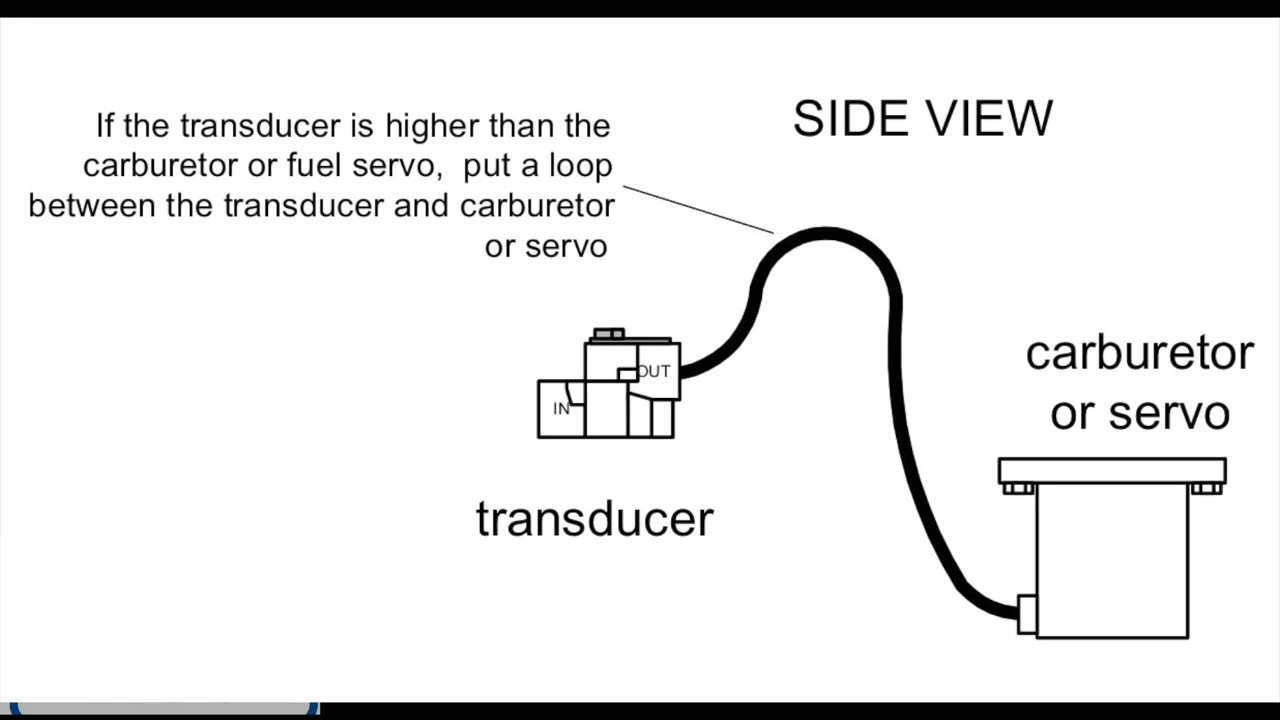 SIDE VIEW
If the transducer is higher than the
carburetor or fuel servo,  put a loop
between the transducer and carburetor
or servo
OUT
IN
transducer
carburetor
or servo